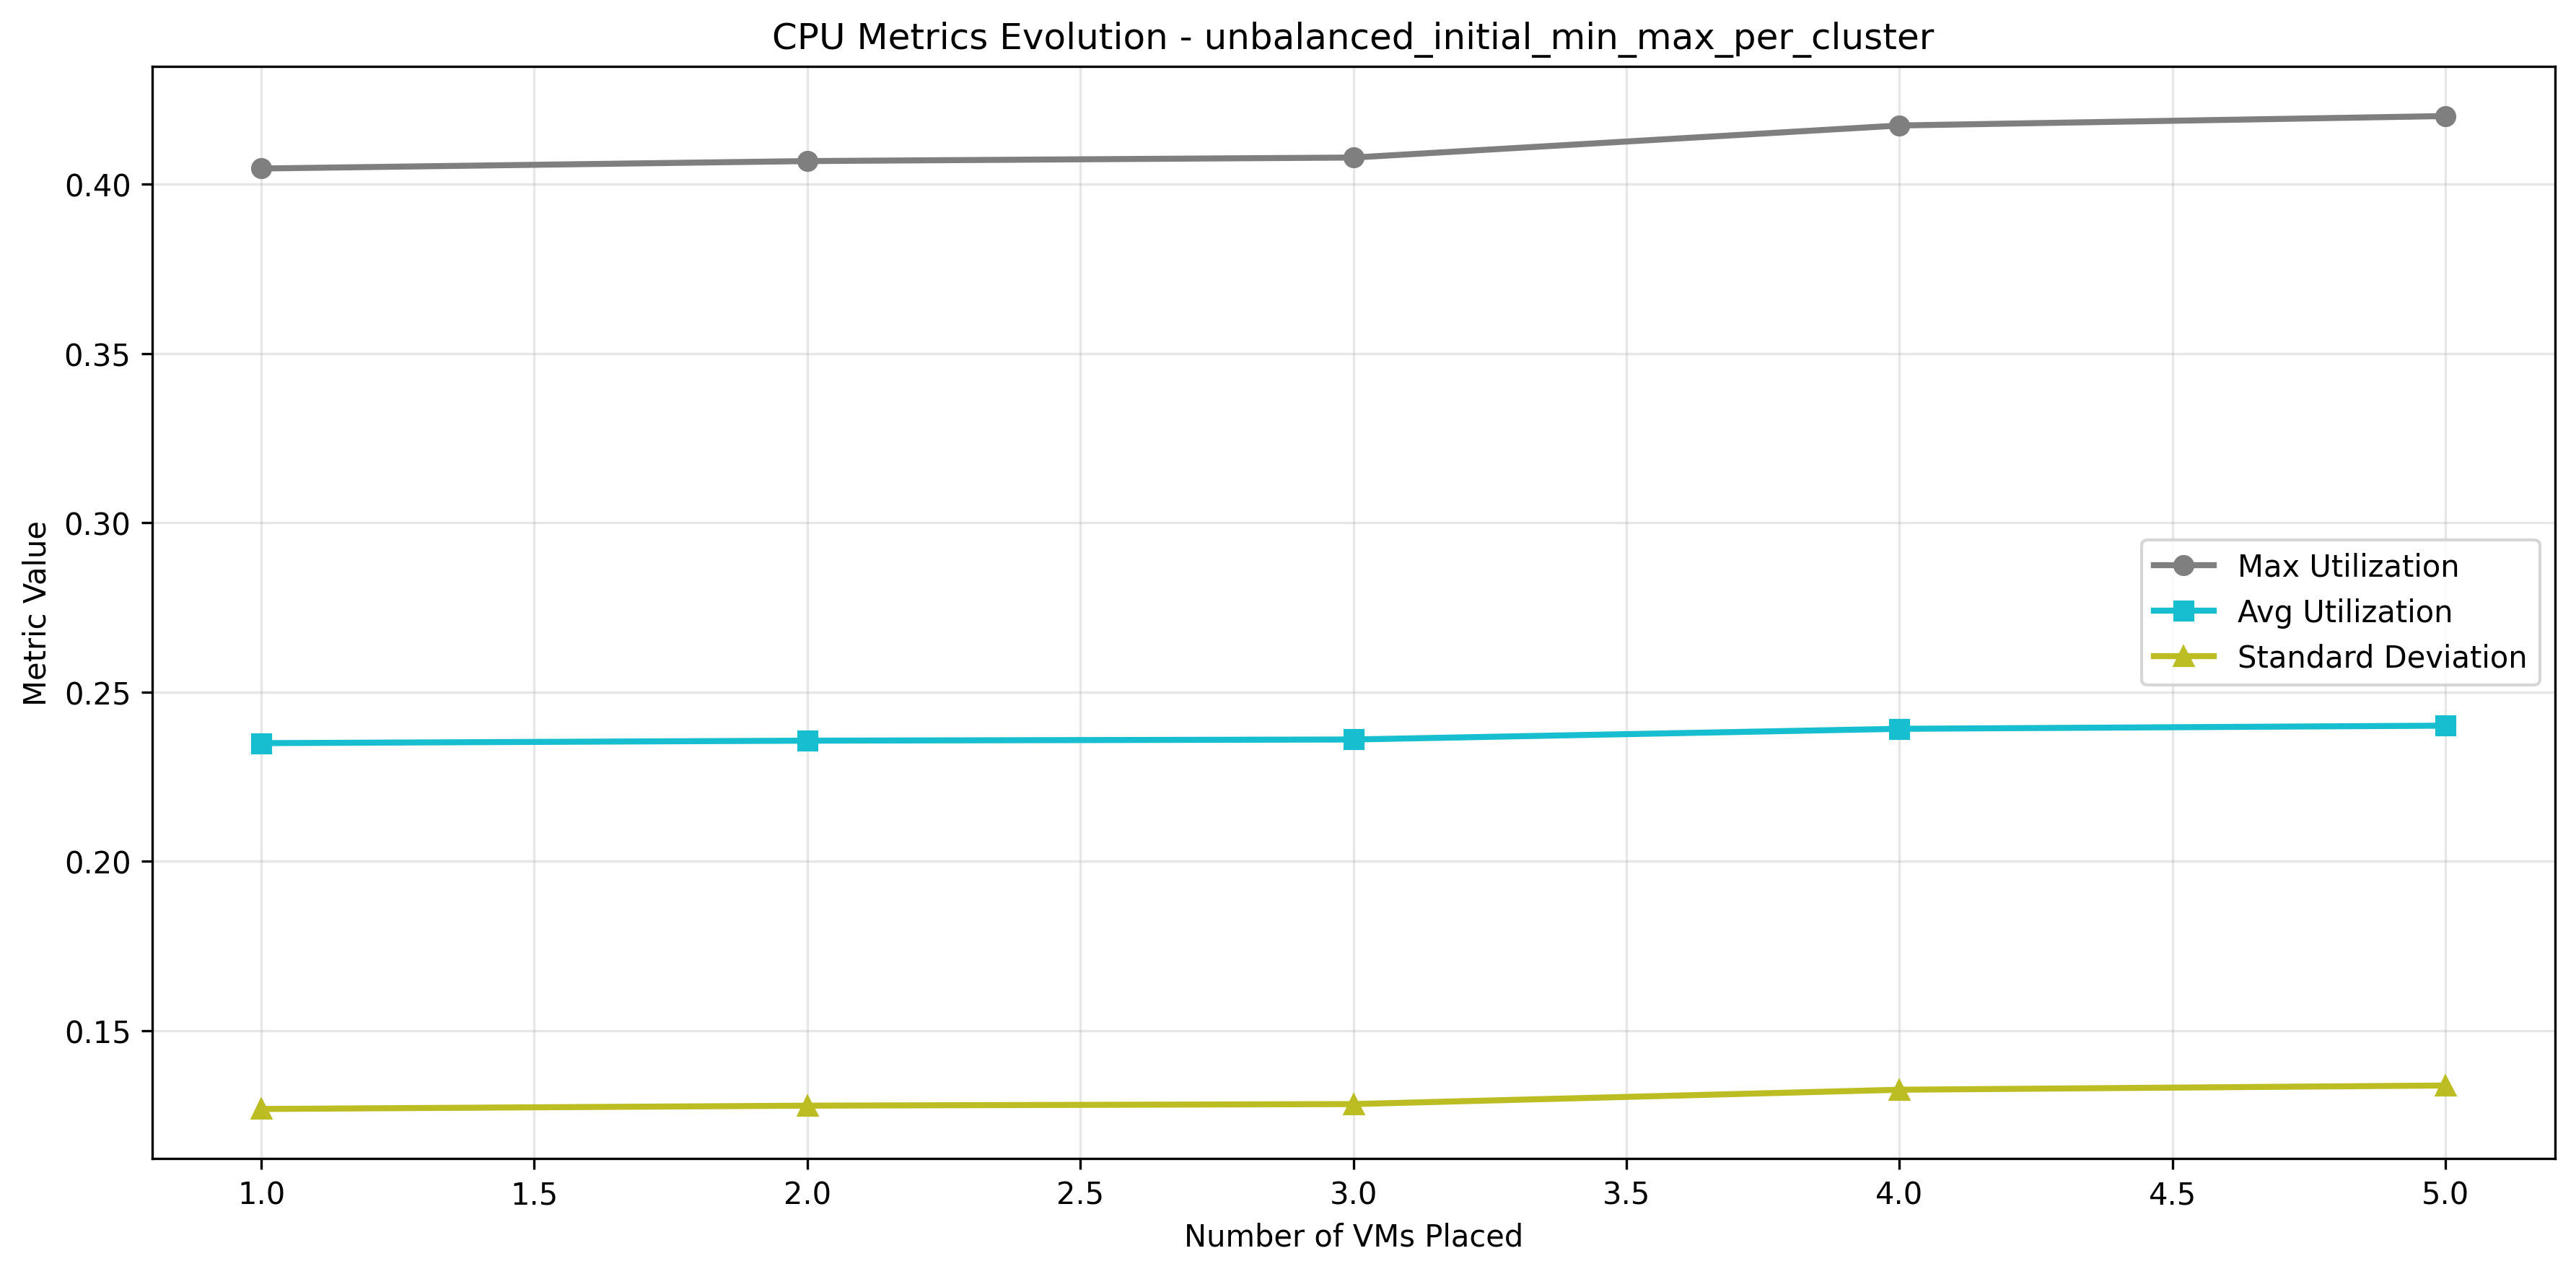 CPU Metrics Evolution - unbalanced_initial_min_max_per_cluster
Metric Value
0.40
0.35
0.30
0.25
0.20
0.15
Max Utilization
Avg Utilization
Standard Deviation
1.0 1.5 2.0 2.5 3.0 3.5 4.0 4.5 5.0
Number of VMs Placed